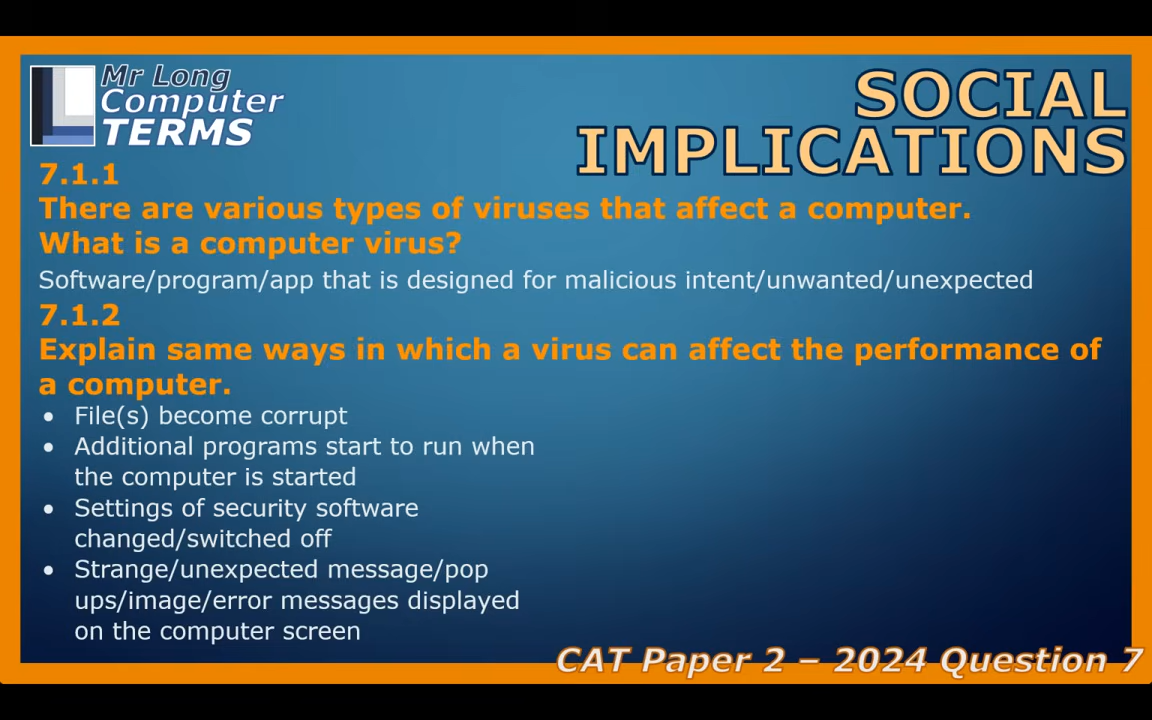 Mr Long
Computer
TERMS
SOCIAL
IMPLICATIONS
7.1.1
There are various types of viruses that affect a computer.
What is a computer virus?
Software/program/app that is designed for malicious intent/unwanted/unexpected
7.1.2
Explain same ways in which a virus can affect the performance of
a computer.
• File(s) become corrupt
• Additional programs start to run when
the computer is started
• Settings of security software
changed/switched off
• Strange/unexpected message/pop
ups/image/error messages displayed
on the computer screen
CAT Paper 2 – 2024 Question 7